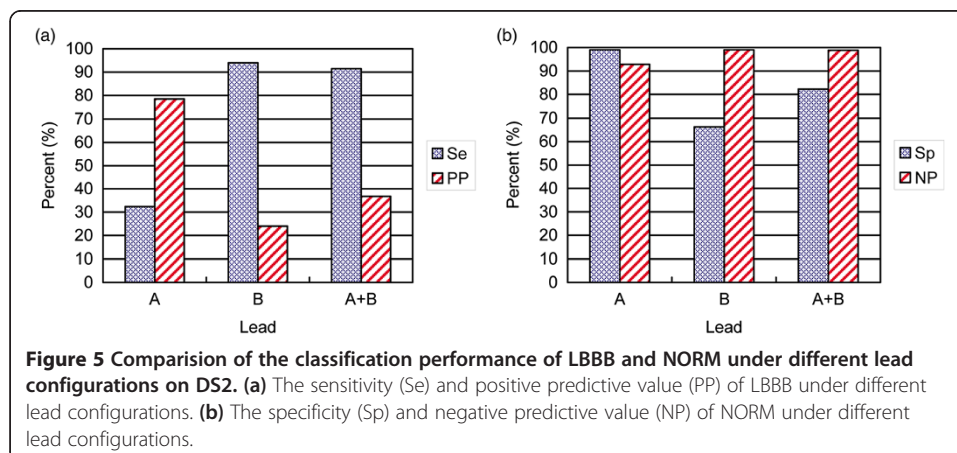 (a)
100
90
80
70
60
50
40
30
20
10
0
Percent (%)
A B A+B
Lead
Se
PP
(b)
100
90
80
70
60
50
40
30
20
10
0
Percent (%)
A B A+B
Lead
Sp
NP
Figure 5 Comparision of the classification performance of LBBB and NORM under different lead
configurations on DS2. (a) The sensitivity (Se) and positive predictive value (PP) of LBBB under different
lead configurations. (b) The specificity (Sp) and negative predictive value (NP) of NORM under different
lead configurations.